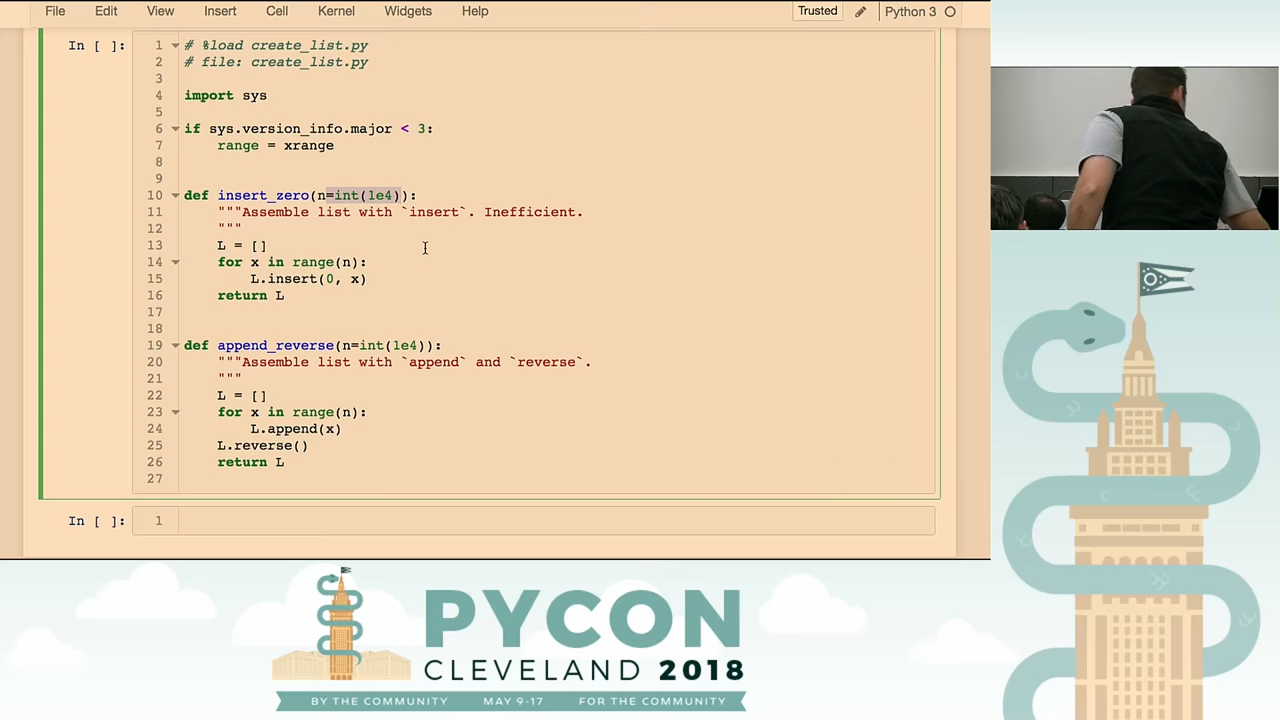 File Edit View Insert Cell Kernel Widgets Help Trusted Python 3
In [ ]:
1 # %load create_list.py
2 # file: create_list.py
3
4 import sys
5
6 if sys.version_info.major < 3:
7 range = xrange
8
9
10 def insert_zero(n=int(1e4)):
11 """Assemble list with `insert`. Inefficient.
12 """
13 L = []
14 for x in range(n):
15 L.insert(0, x)
16 return L
17
18
19 def append_reverse(n=int(1e4)):
20 """Assemble list with `append` and `reverse`.
21 """
22 L = []
23 for x in range(n):
24 L.append(x)
25 L.reverse()
26 return L
27
In [ ]: 1
PYCON
CLEVELAND 2018
BY THE COMMUNITY MAY 9-17 FOR THE COMMUNITY